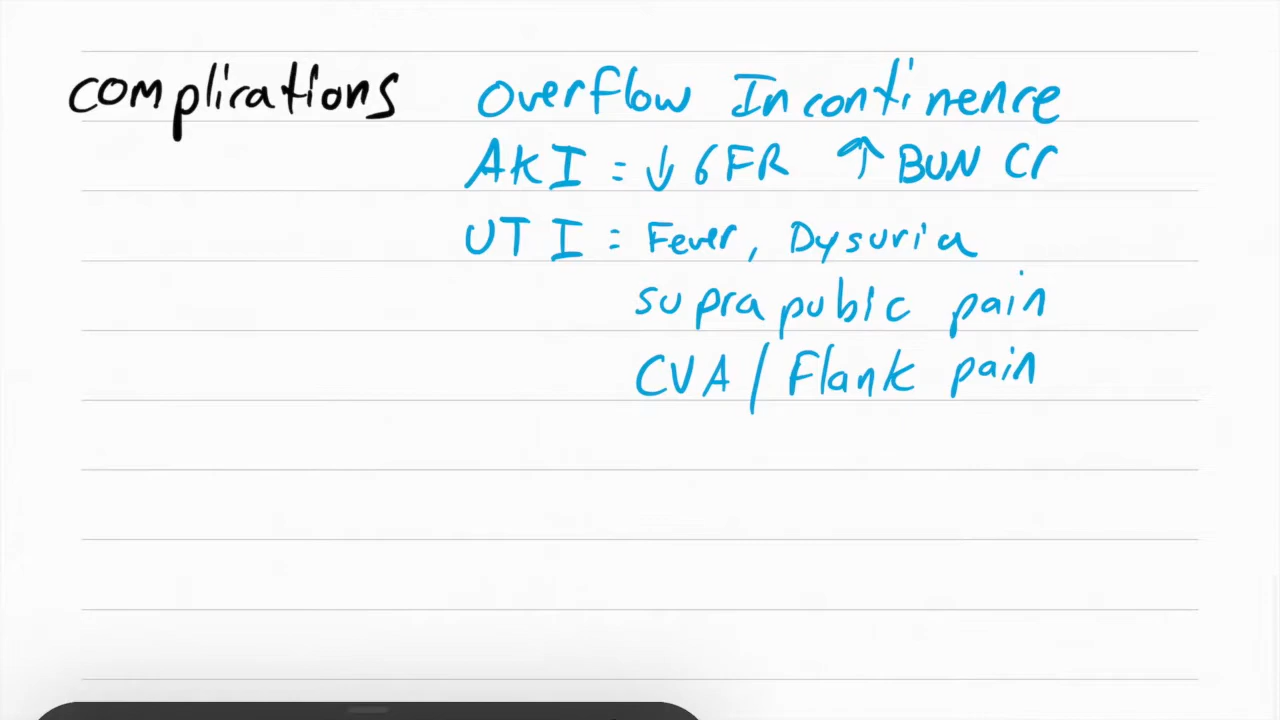 complications Overflow Incontinence
AKI = ↓ GFR ↑ BUN Cr
UTI = Fever, Dysuria
suprapubic pain
CVA / Flank pain